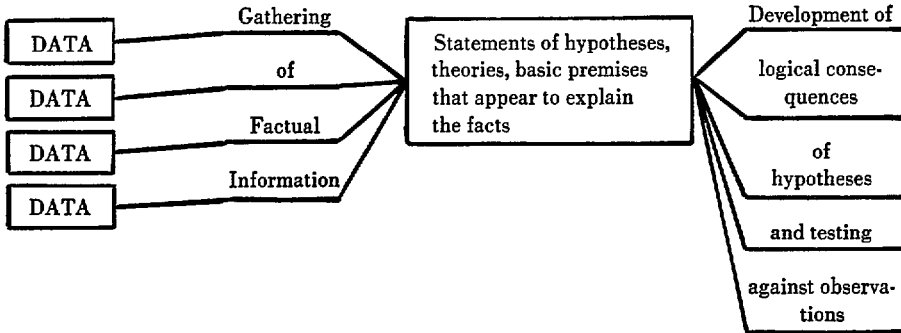 DATA
DATA
DATA
DATA
Gathering
of
Factual
Information
Statements of hypotheses,
theories, basic premises
that appear to explain
the facts
Development of
logical conse-
quences
of
hypotheses
and testing
against observa-
tions